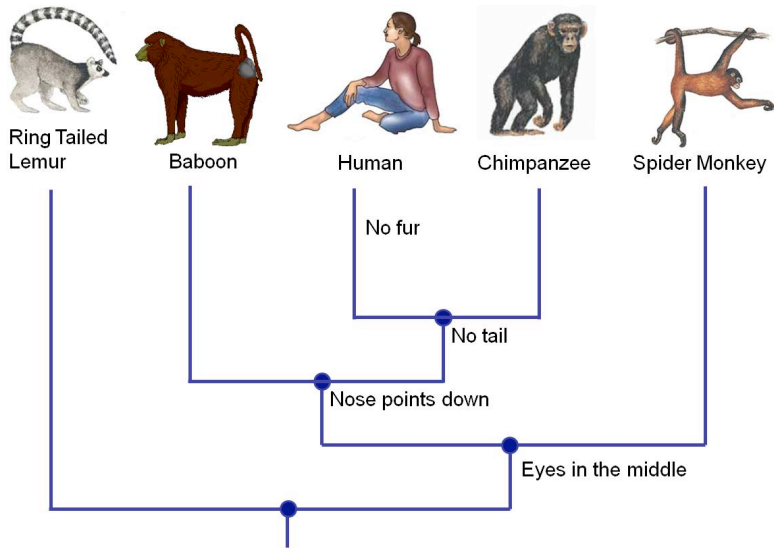 Ring Tailed
Lemur
Baboon
Human
Chimpanzee
Spider Monkey
No fur
No tail
Nose points down
Eyes in the middle